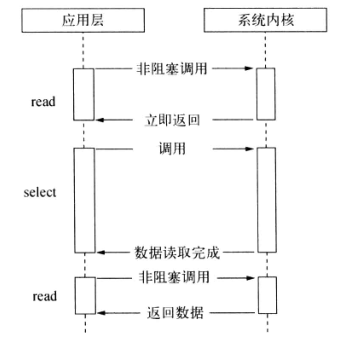 应用层
系统内核
非阻塞调用
read
立即返回
调用
select
数据读取完成
非阻塞调用
read
返回数据